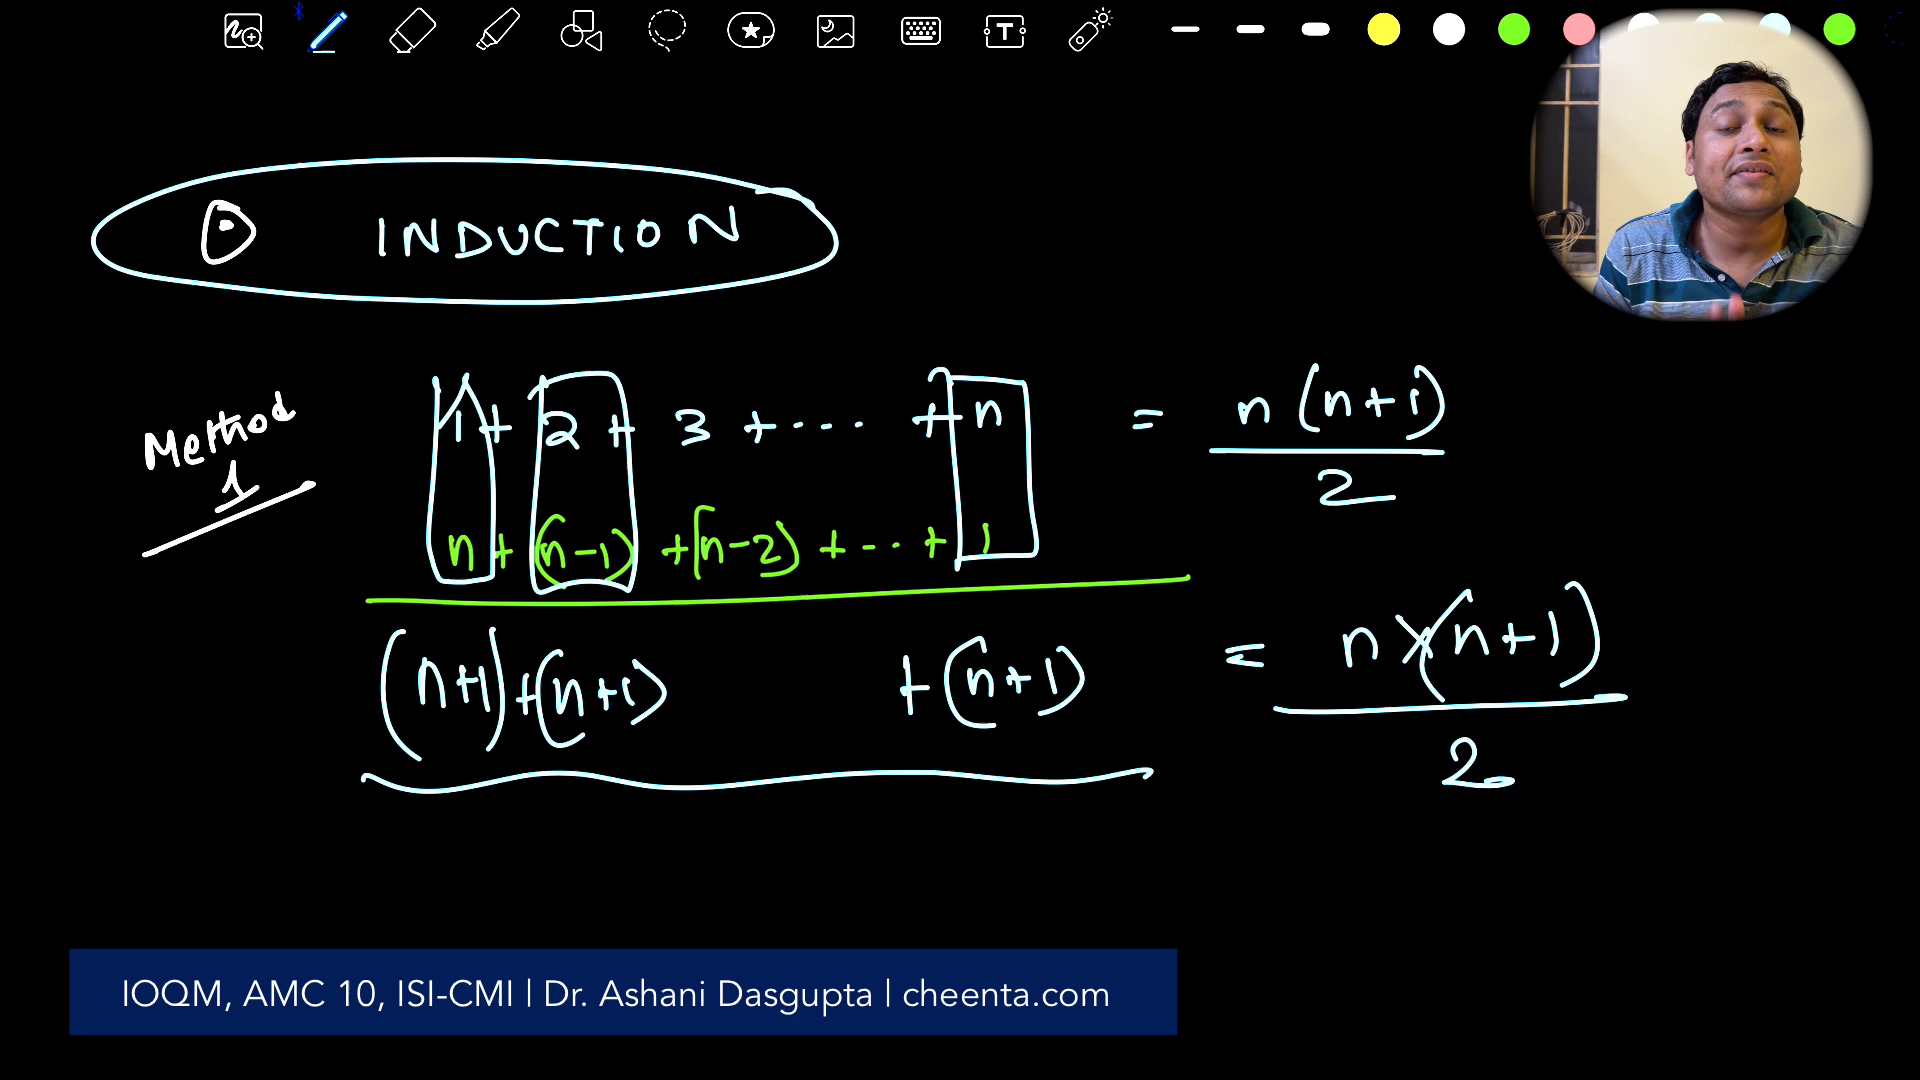 INDUCTION
Method 1
1 + 2 + 3 + ... + n = n(n+1)
2
n + (n-1) + (n-2) + ... + 1
(n+1) + (n+1) + (n+1) = n × (n+1)
2
IOQM, AMC 10, ISI-CMI | Dr. Ashani Dasgupta | cheenta.com